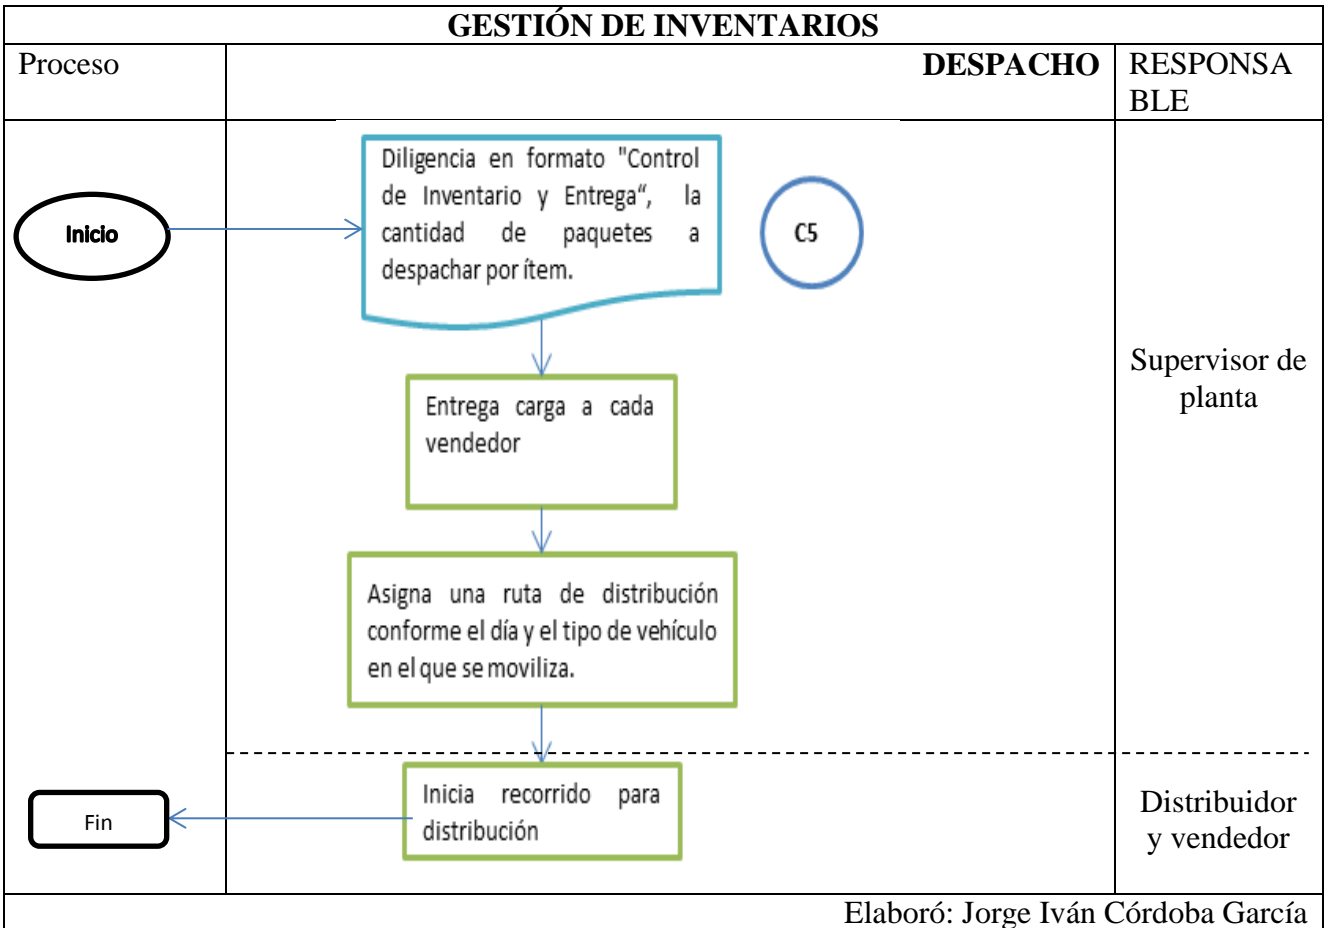 GESTIÓN DE INVENTARIOS
Proceso
DESPACHO
RESPONSA
BLE
Diligencia en formato "Control
de Inventario y Entrega“, la
cantidad de paquetes a
despachar por ítem.
C5
Inicio
Entrega carga a cada
vendedor
Supervisor de
planta
Asigna una ruta de distribución
conforme el día y el tipo de vehículo
en el que se moviliza.
Inicia recorrido para
distribución
Fin
Distribuidor
y vendedor
Elaboró: Jorge Iván Córdoba García